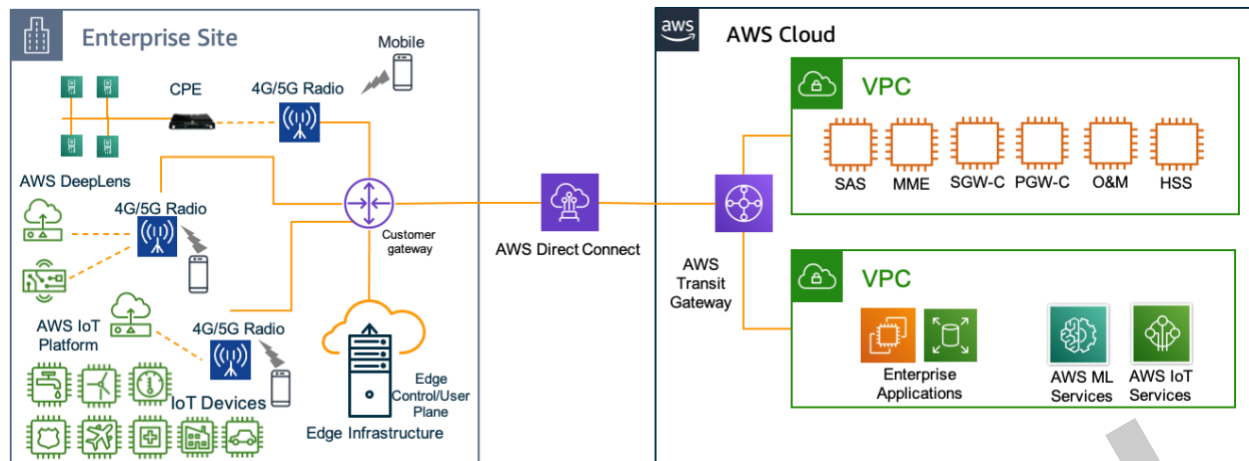 Enterprise Site
Mobile
CPE
4G/5G Radio
AWS DeepLens
4G/5G Radio
Customer
gateway
AWS IoT
Platform
4G/5G Radio
IoT Devices
Edge
Control/User
Plane
Edge Infrastructure
AWS Direct Connect
aws
AWS Cloud
AWS
Transit
Gateway
VPC
SAS
MME
SGW-C
PGW-C
O&M
HSS
VPC
Enterprise
Applications
AWS ML
Services
AWS IoT
Services